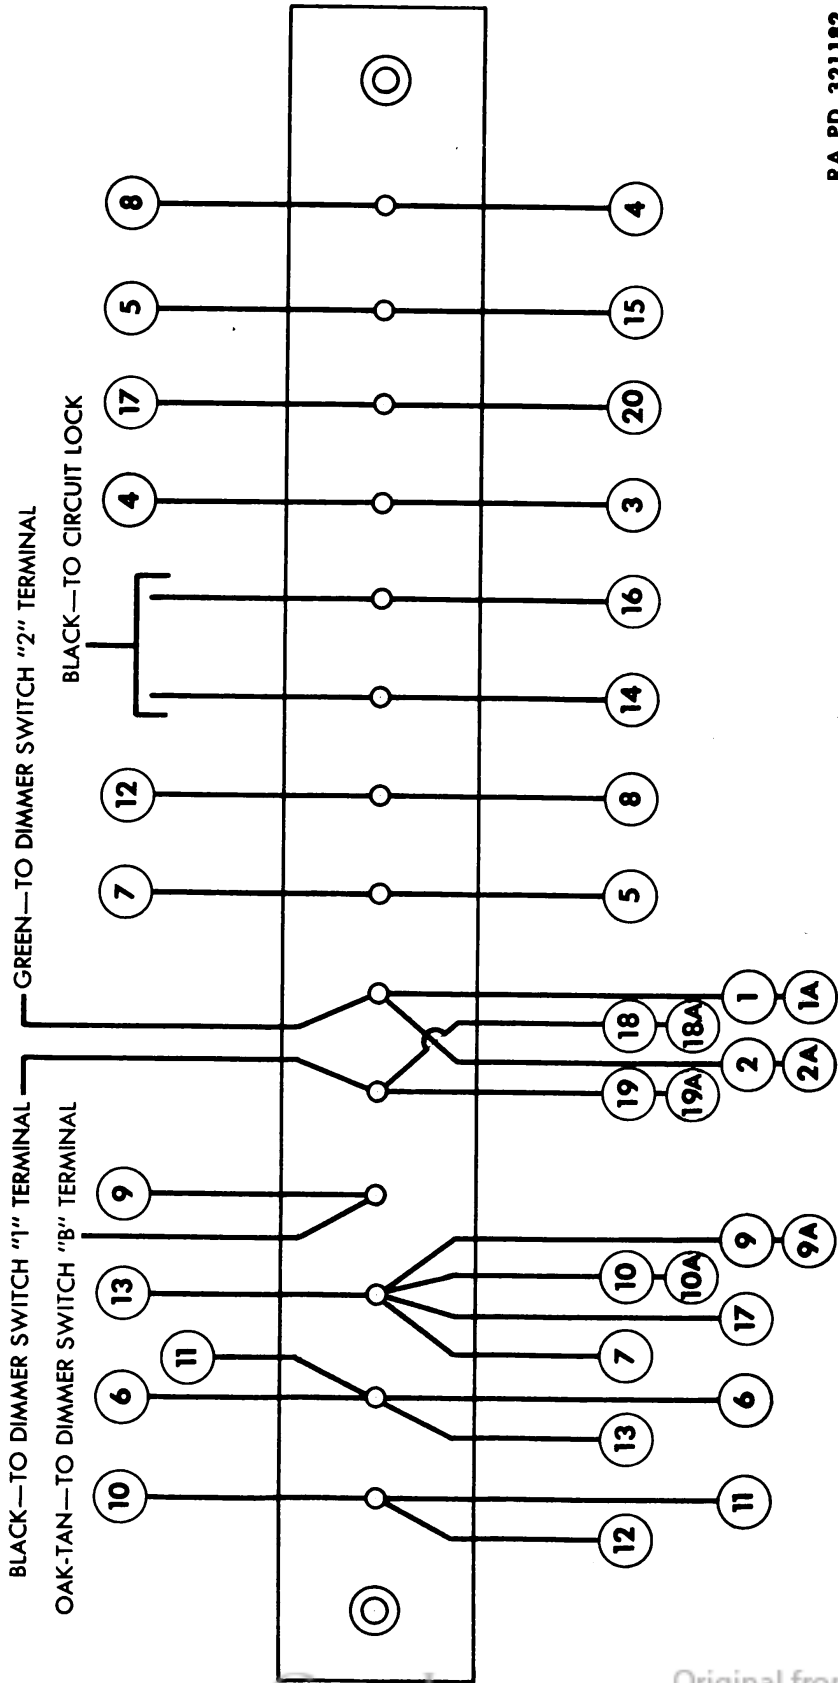 BLACK—TO DIMMER SWITCH "1" TERMINAL
GREEN—TO DIMMER SWITCH "2" TERMINAL
OAK-TAN—TO DIMMER SWITCH "B" TERMINAL
BLACK—TO CIRCUIT LOCK
10
6
11
13
9
7
12
4
17
5
8
12
11
13
6
7
17
10
10A
9
9A
19
19A
2
2A
18
18A
1
1A
5
8
14
16
3
20
15
4
RA PD 321182
Original from